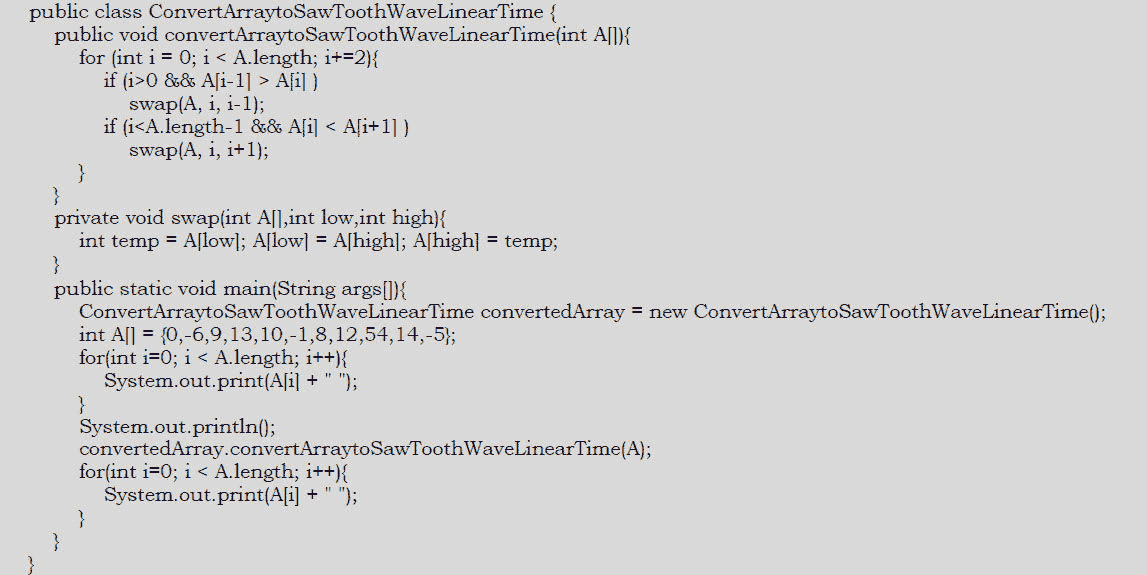 public class ConvertArraytoSawToothWaveLinearTime {
public void convertArraytoSawToothWaveLinearTime(int A[]){
for (int i = 0; i < A.length; i+=2){
if (i>0 && A[i-1] > A[i] )
swap(A, i, i-1);
if (i<A.length-1 && A[i] < A[i+1] )
swap(A, i, i+1);
}
}
private void swap(int A[],int low,int high){
int temp = A[low]; A[low] = A[high]; A[high] = temp;
}
public static void main(String args[]){
ConvertArraytoSawToothWaveLinearTime convertedArray = new ConvertArraytoSawToothWaveLinearTime();
int A[] = {0,-6,9,13,10,-1,8,12,54,14,-5};
for(int i=0; i < A.length; i++){
System.out.print(A[i] + " ");
}
System.out.println();
convertedArray.convertArraytoSawToothWaveLinearTime(A);
for(int i=0; i < A.length; i++){
System.out.print(A[i] + " ");
}
}
}